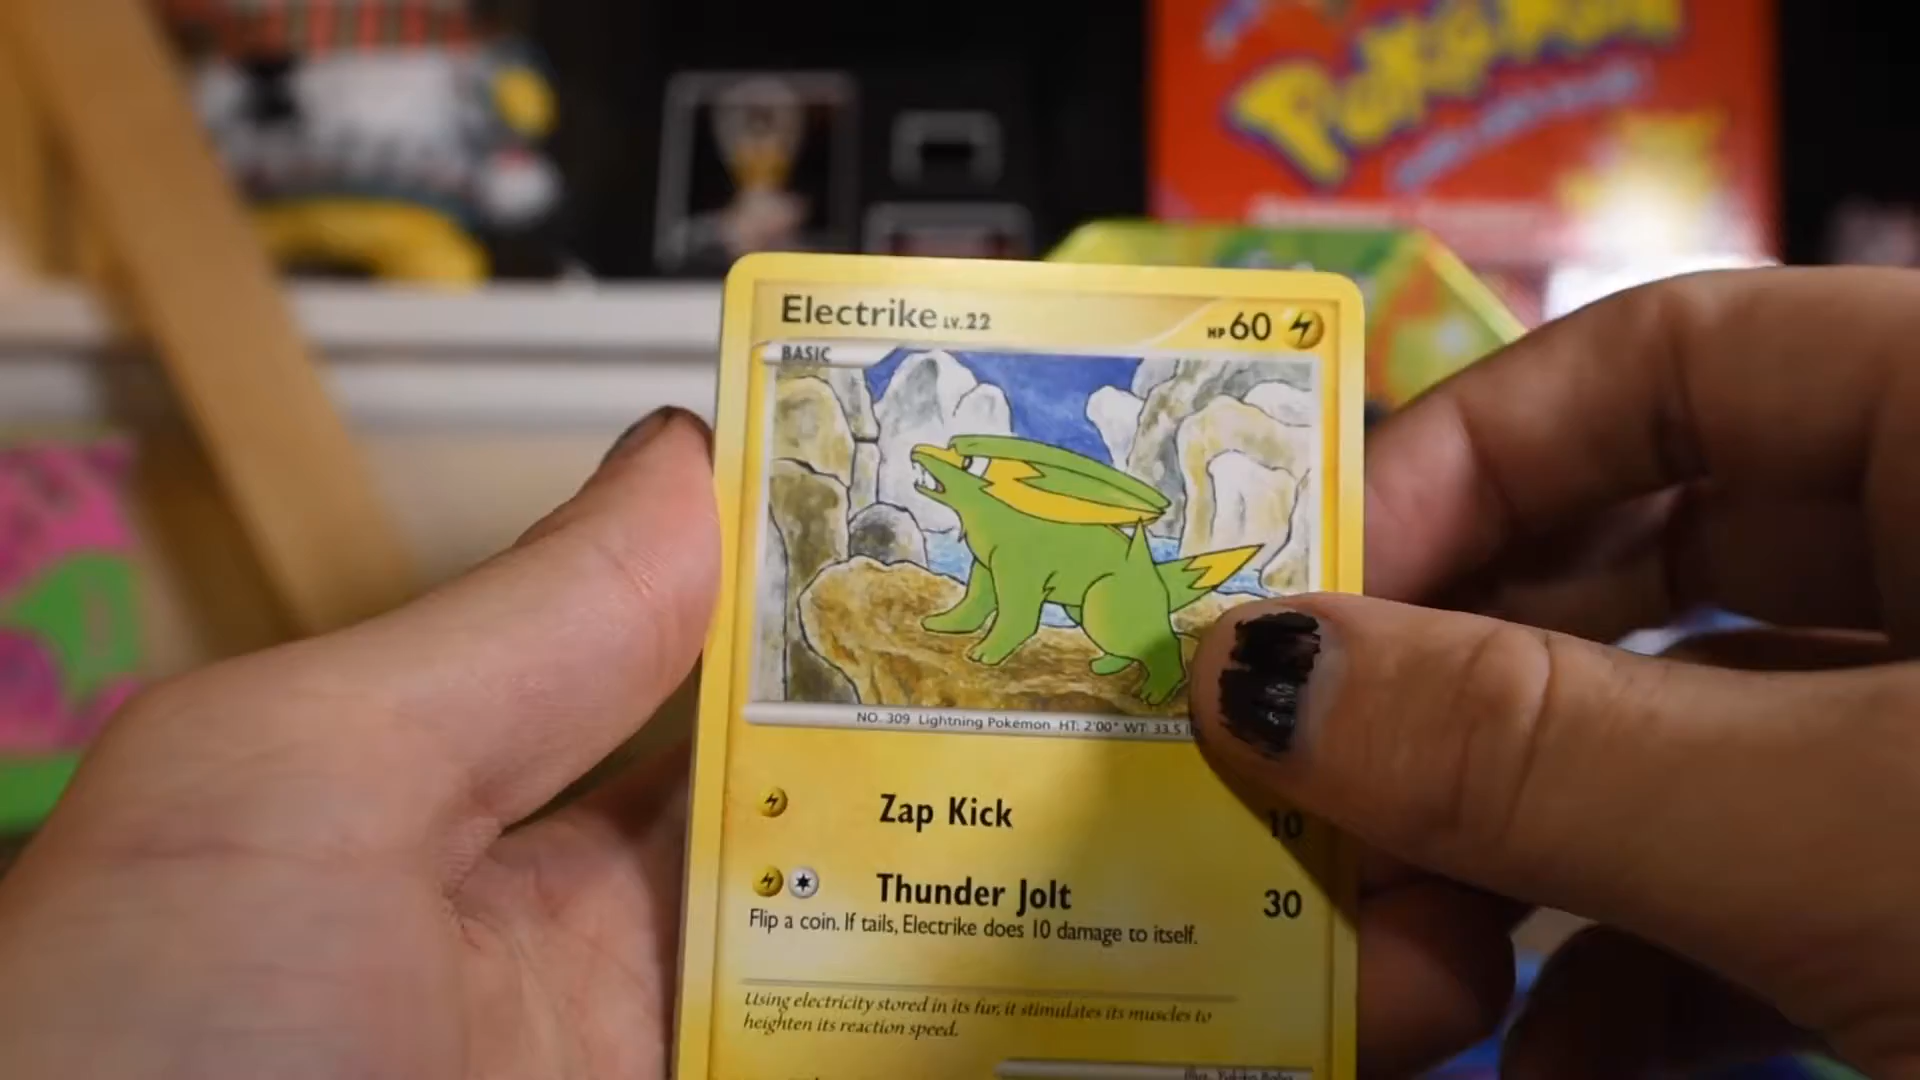 Pokémon
Electrike LV.22
HP 60
BASIC
NO. 309 Lightning Pokémon HT: 2'00" WT: 33.5
Zap Kick 10
Thunder Jolt 30
Flip a coin. If tails, Electrike does 10 damage to itself.
Using electricity stored in its fur, it stimulates its muscles to
heighten its reaction speed.